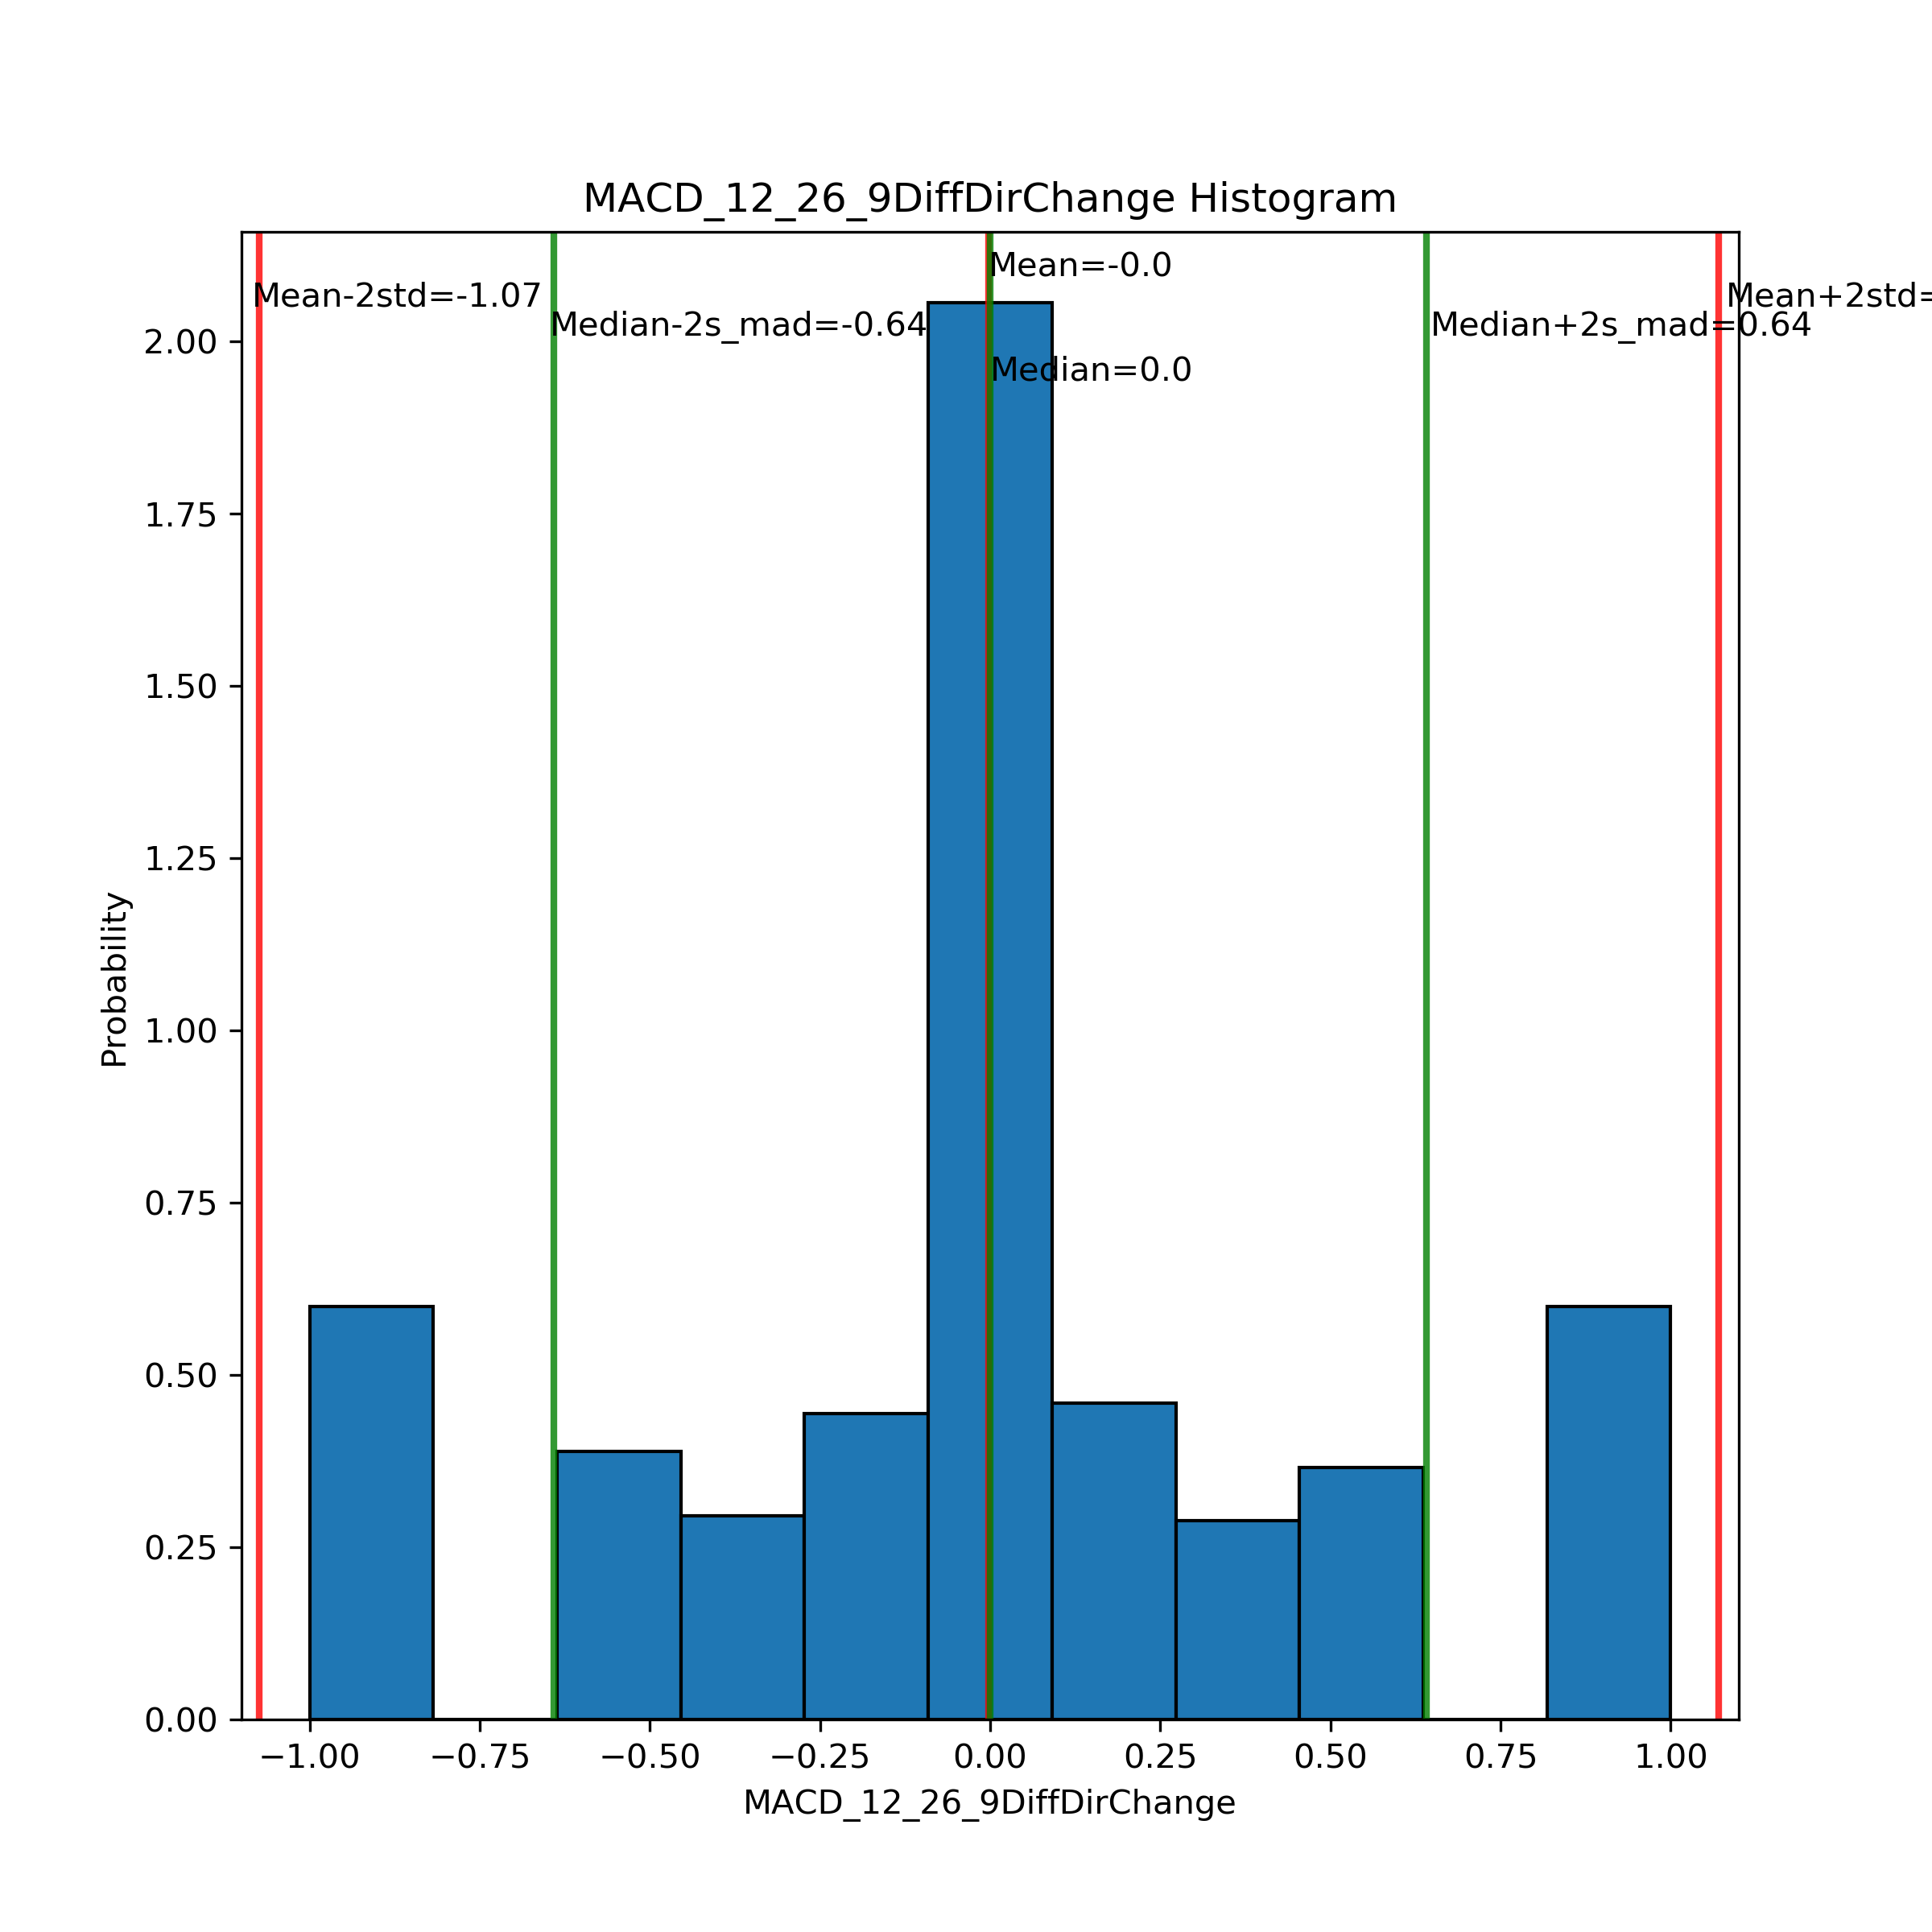 MACD_12_26_9DiffDirChange Histogram
Mean=-0.0
Mean-2std=-1.07
Mean+2std=
Median-2s_mad=-0.64
Median+2s_mad=0.64
Median=0.0
2.00
1.75
1.50
1.25
1.00
0.75
0.50
0.25
0.00
Probability
−1.00 −0.75 −0.50 −0.25 0.00 0.25 0.50 0.75 1.00
MACD_12_26_9DiffDirChange